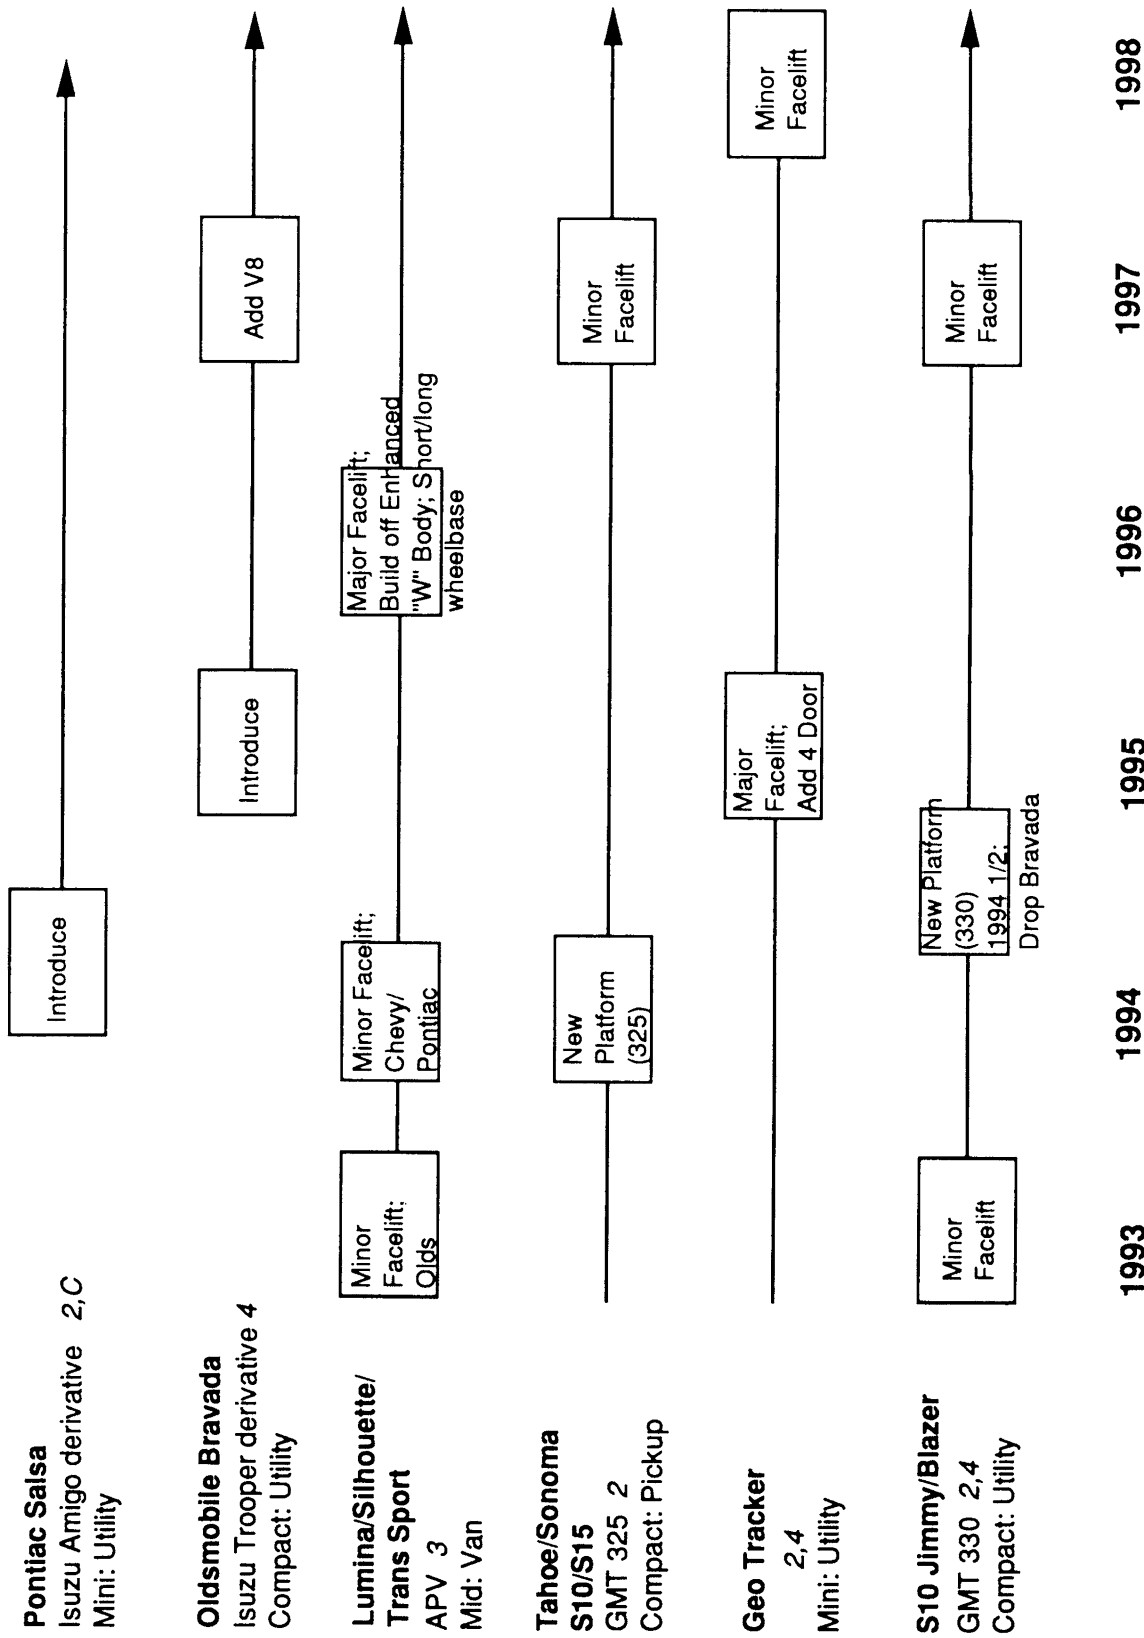 Pontiac Salsa
Isuzu Amigo derivative 2,C
Mini: Utility
Introduce
Oldsmobile Bravada
Isuzu Trooper derivative 4
Compact: Utility
Introduce
Add V8
Lumina/Silhouette/
Trans Sport
APV 3
Mid: Van
Minor
Facelift;
Olds
Minor Facelift;
Chevy/
Pontiac
Major Facelift;
Build off Enhanced
"W" Body; Short/long
wheelbase
Tahoe/Sonoma
S10/S15
GMT 325 2
Compact: Pickup
New
Platform
(325)
Minor
Facelift
Geo Tracker
2,4
Mini: Utility
Major
Facelift;
Add 4 Door
Minor
Facelift
S10 Jimmy/Blazer
GMT 330 2,4
Compact: Utility
Minor
Facelift
New Platform
(330)
1994 1/2;
Drop Bravada
Minor
Facelift
1993
1994
1995
1996
1997
1998